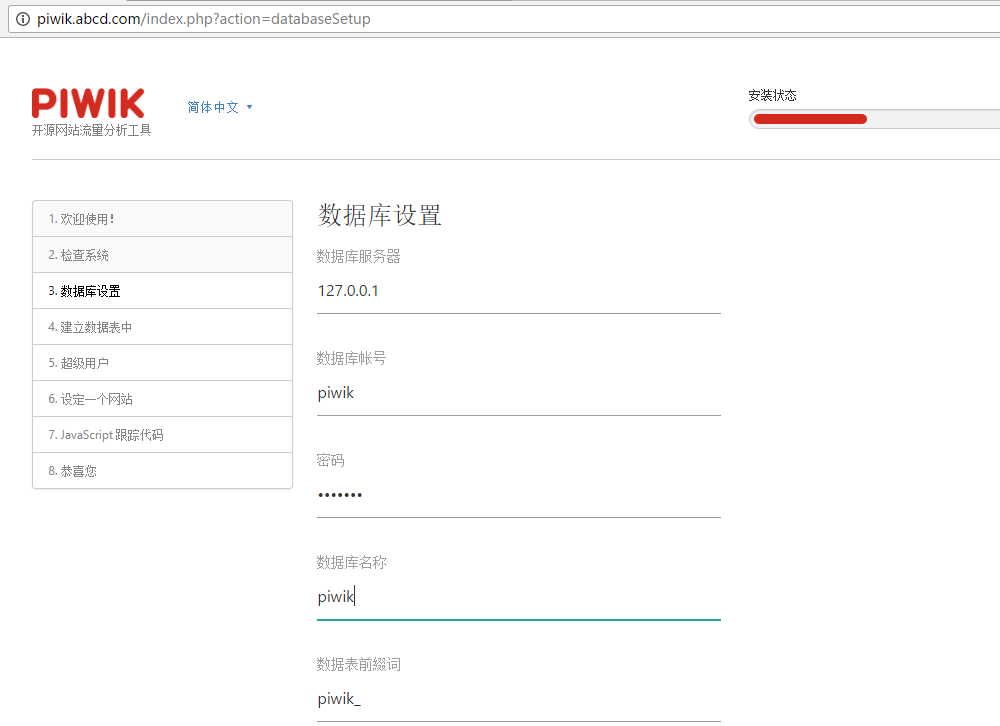 piwik.abcd.com/index.php?action=databaseSetup
PIWIK
开源网站流量分析工具
简体中文
安装状态
1. 欢迎使用!
2. 检查系统
3. 数据库设置
4. 建立数据表中
5. 超级用户
6. 设定一个网站
7. JavaScript 跟踪代码
8. 恭喜您
数据库设置
数据库服务器
127.0.0.1
数据库帐号
piwik
密码
•••••••
数据库名称
piwik
数据表前缀词
piwik_